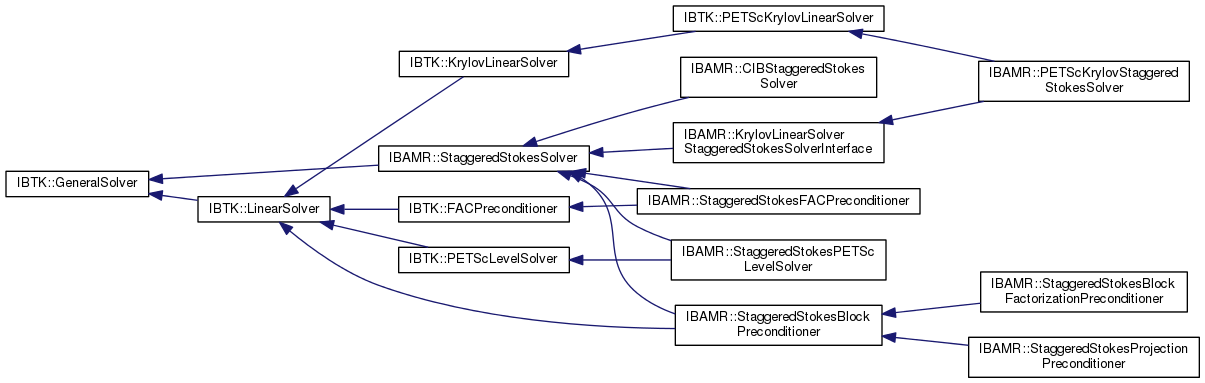 IBTK::PETScKrylovLinearSolver
IBTK::KrylovLinearSolver
IBAMR::CIBStaggeredStokes
Solver
IBAMR::PETScKrylovStaggered
StokesSolver
IBAMR::KrylovLinearSolver
StaggeredStokesSolverInterface
IBAMR::StaggeredStokesSolver
IBTK::GeneralSolver
IBTK::LinearSolver
IBTK::FACPreconditioner
IBAMR::StaggeredStokesFACPreconditioner
IBTK::PETScLevelSolver
IBAMR::StaggeredStokesPETSc
LevelSolver
IBAMR::StaggeredStokesBlock
FactorizationPreconditioner
IBAMR::StaggeredStokesBlock
Preconditioner
IBAMR::StaggeredStokesProjection
Preconditioner